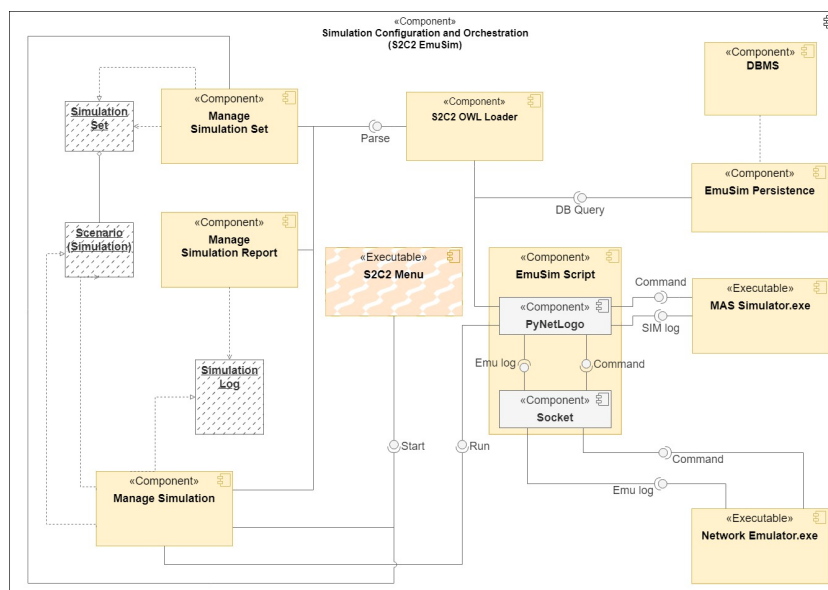 «Component»
Simulation Configuration and Orchestration
(S2C2 EmuSim)
«Component»
DBMS
Simulation
Set
«Component»
Manage
Simulation Set
Parse
«Component»
S2C2 OWL Loader
«Component»
EmuSim Persistence
DB Query
Scenario
(Simulation)
«Component»
Manage
Simulation Report
«Executable»
S2C2 Menu
«Component»
EmuSim Script
«Component»
PyNetLogo
Command
SIM log
«Executable»
MAS Simulator.exe
Emu log
Command
Simulation
Log
«Component»
Socket
Start
Run
Command
Emu log
«Component»
Manage Simulation
«Executable»
Network Emulator.exe